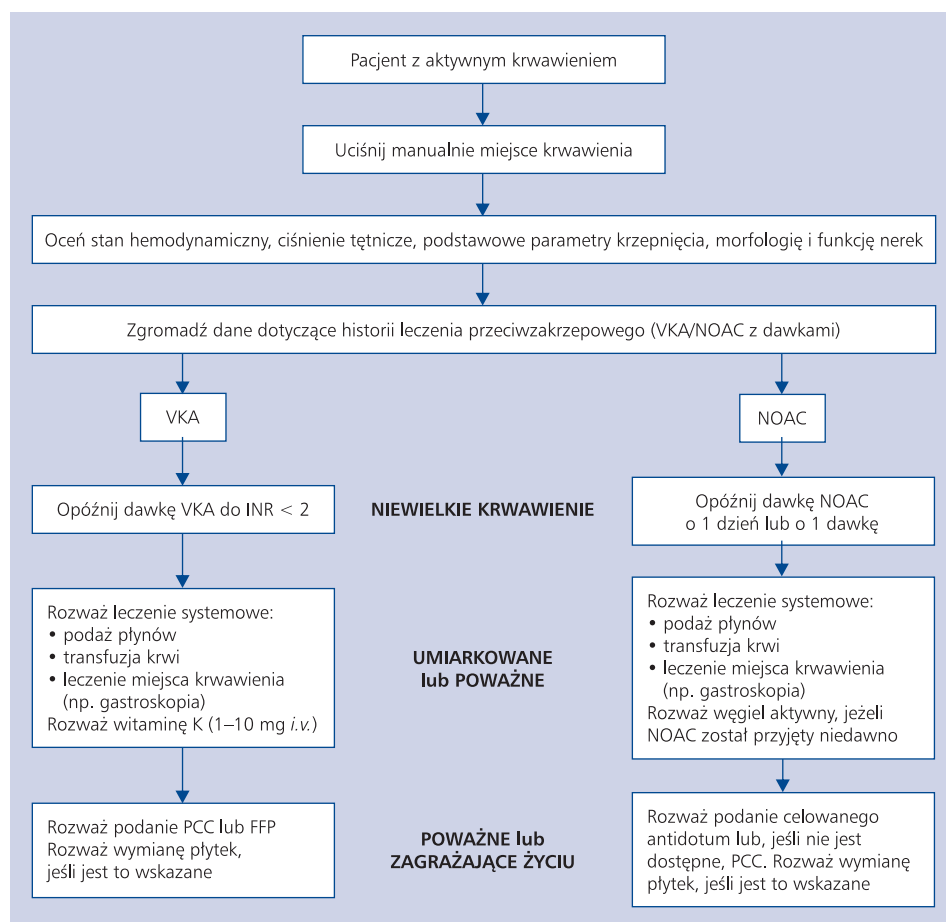 Pacjent z aktywnym krwawieniem
Uciśnij manualnie miejsce krwawienia
Oceń stan hemodynamiczny, ciśnienie tętnicze, podstawowe parametry krzepnięcia, morfologię i funkcję nerek
Zgromadź dane dotyczące historii leczenia przeciwzakrzepowego (VKA/NOAC z dawkami)
VKA
NOAC
Opóźnij dawkę VKA do INR < 2
NIEWIELKIE KRWAWIENIE
Opóźnij dawkę NOAC
o 1 dzień lub o 1 dawkę
Rozważ leczenie systemowe:
• podaż płynów
• transfuzja krwi
• leczenie miejsca krwawienia
(np. gastroskopia)
Rozważ witaminę K (1–10 mg i.v.)
UMIARKOWANE
lub POWAŻNE
Rozważ leczenie systemowe:
• podaż płynów
• transfuzja krwi
• leczenie miejsca krwawienia
(np. gastroskopia)
Rozważ węgiel aktywny, jeżeli
NOAC został przyjęty niedawno
Rozważ podanie PCC lub FFP
Rozważ wymianę płytek,
jeśli jest to wskazane
POWAŻNE lub
ZAGRAŻAJĄCE ŻYCIU
Rozważ podanie celowanego
antidotum lub, jeśli nie jest
dostępne, PCC. Rozważ wymianę
płytek, jeśli jest to wskazane